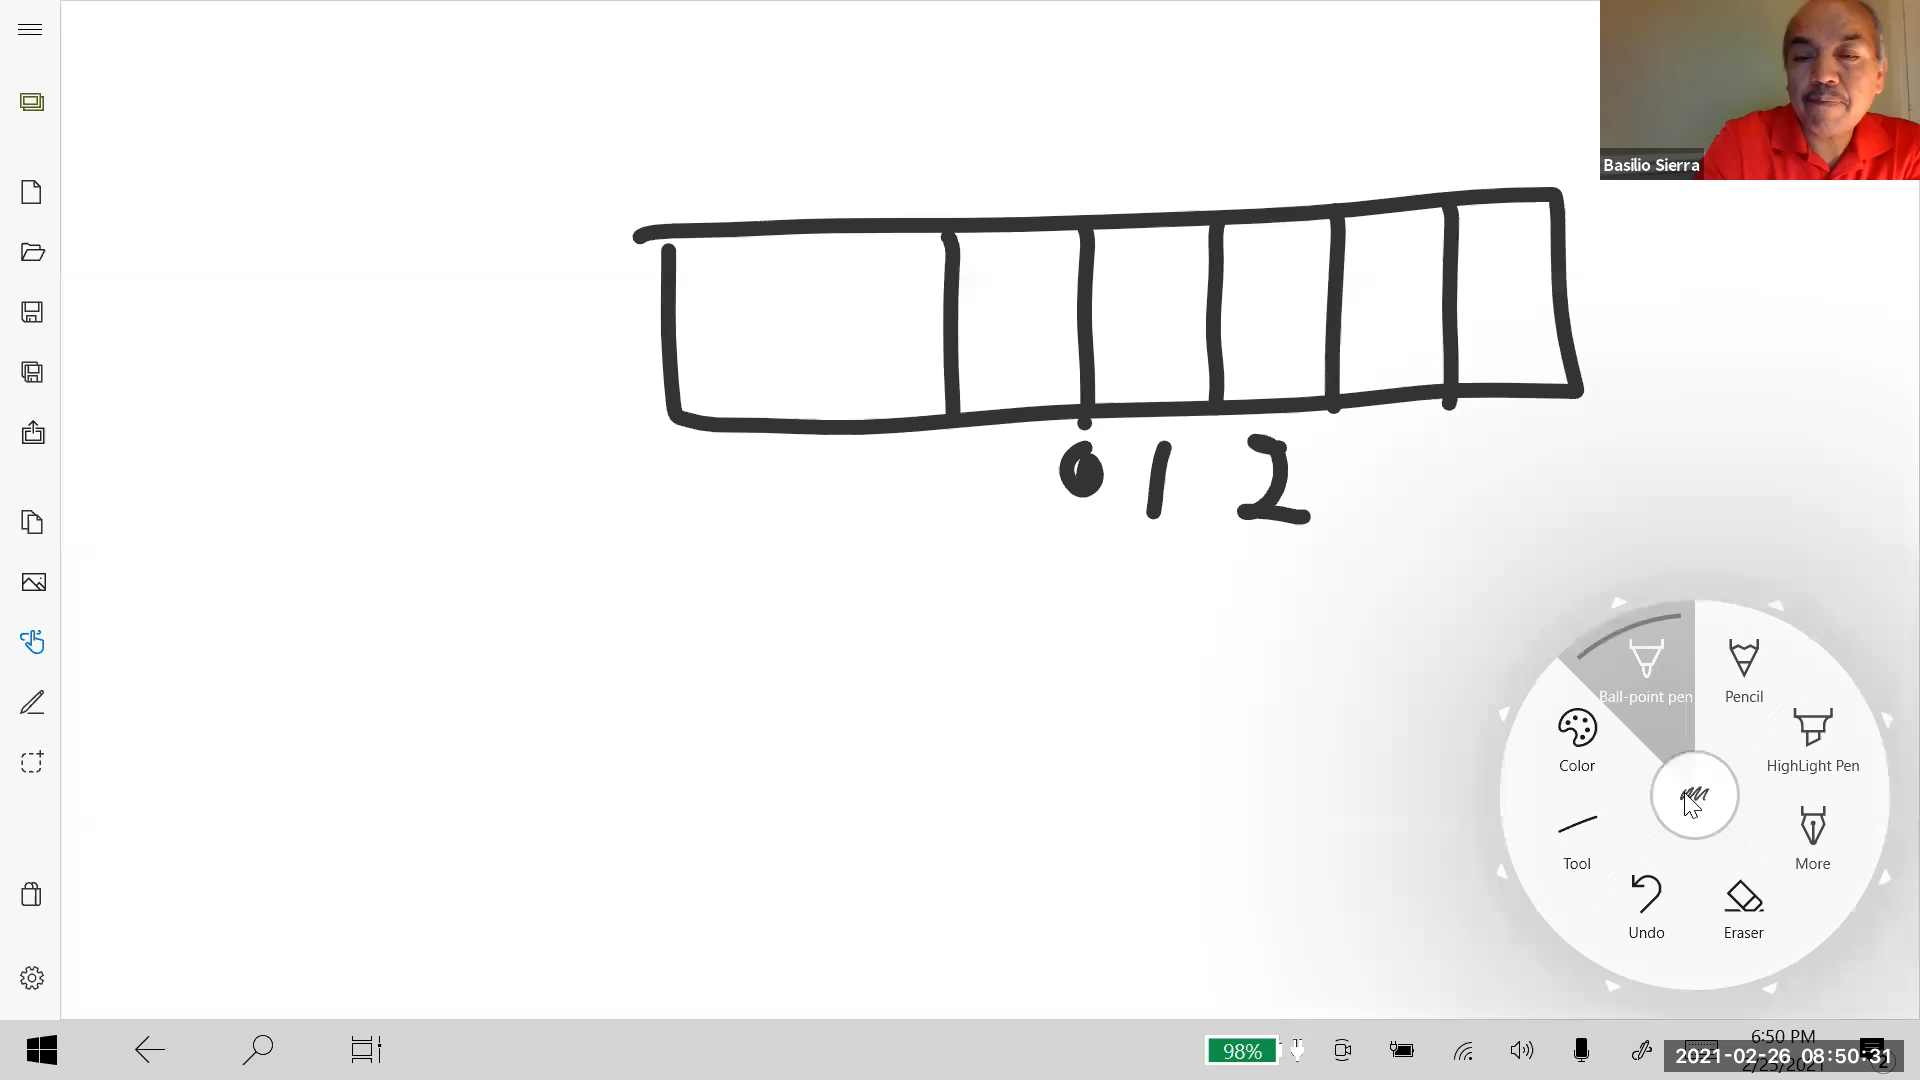 Basilio Sierra
0 1 2
Ball-point pen
Pencil
Color
HighLight Pen
Tool
More
Undo
Eraser
98%
6:50 PM
2021-02-26 08:50:31